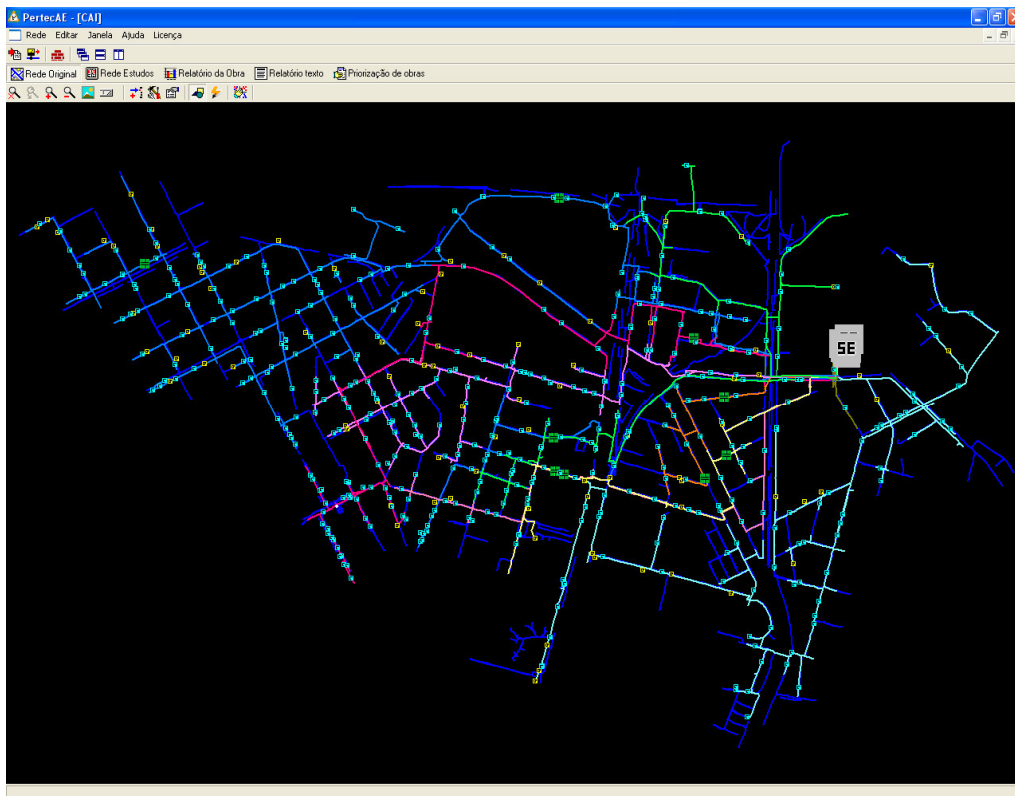 PertecAE - [CAI]
Rede Editar Janela Ajuda Licença
Rede Original Rede Estudos Relatório da Obra Relatório texto Priorização de obras
SE